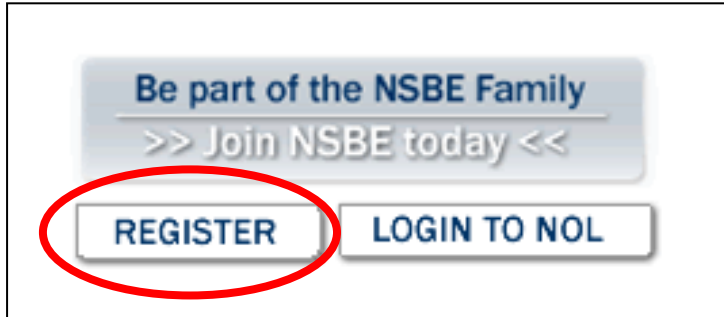 Be part of the NSBE Family
>> Join NSBE today <<
REGISTER LOGIN TO NOL